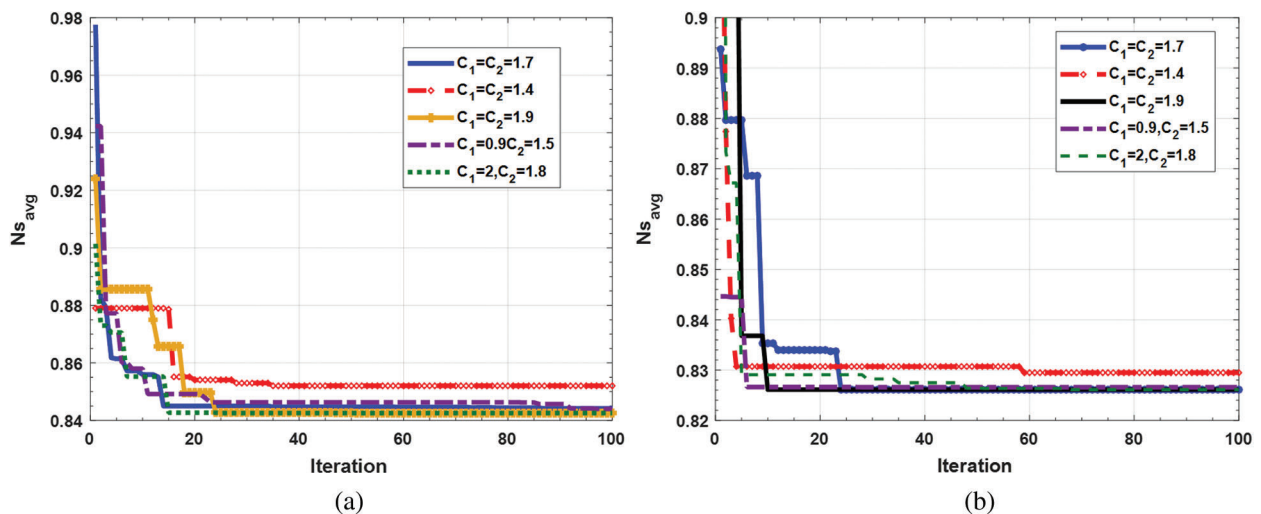 0.98
0.96
0.94
0.92
0.9
0.88
0.86
0.84
Ns avg
0 20 40 60 80 100
Iteration
C1=C2=1.7
C1=C2=1.4
C1=C2=1.9
C1=0.9C2=1.5
C1=2,C2=1.8
(a)
0.9
0.89
0.88
0.87
0.86
0.85
0.84
0.83
0.82
Ns avg
0 20 40 60 80 100
Iteration
C1=C2=1.7
C1=C2=1.4
C1=C2=1.9
C1=0.9,C2=1.5
C1=2,C2=1.8
(b)